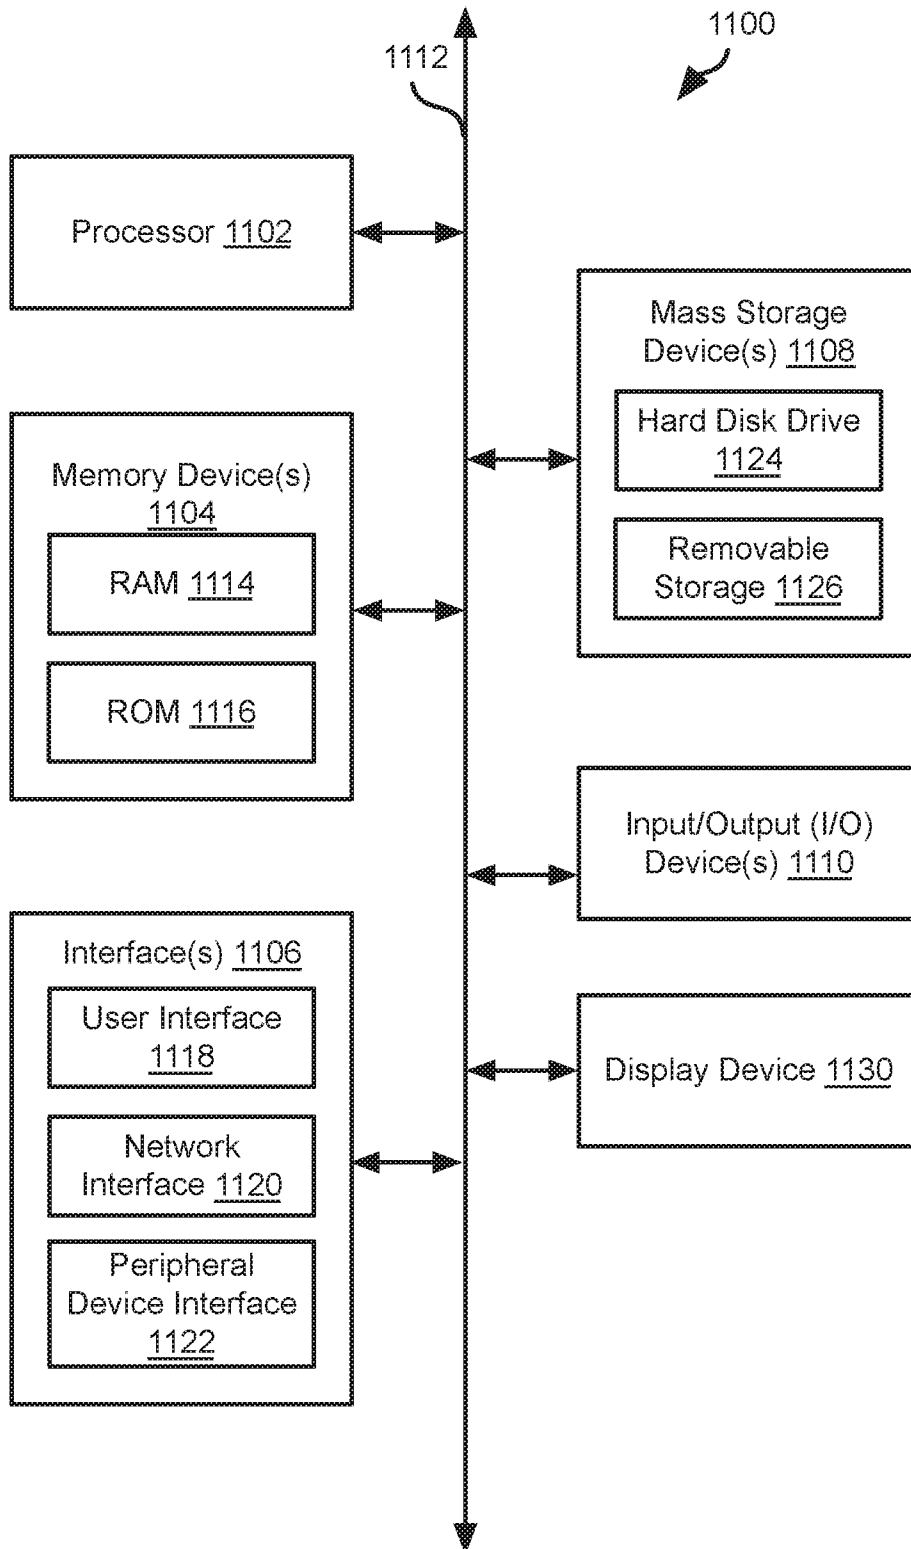 1100
1112
Processor 1102
Mass Storage
Device(s) 1108
Hard Disk Drive
1124
Removable
Storage 1126
Memory Device(s)
1104
RAM 1114
ROM 1116
Input/Output (I/O)
Device(s) 1110
Interface(s) 1106
User Interface
1118
Network
Interface 1120
Peripheral
Device Interface
1122
Display Device 1130